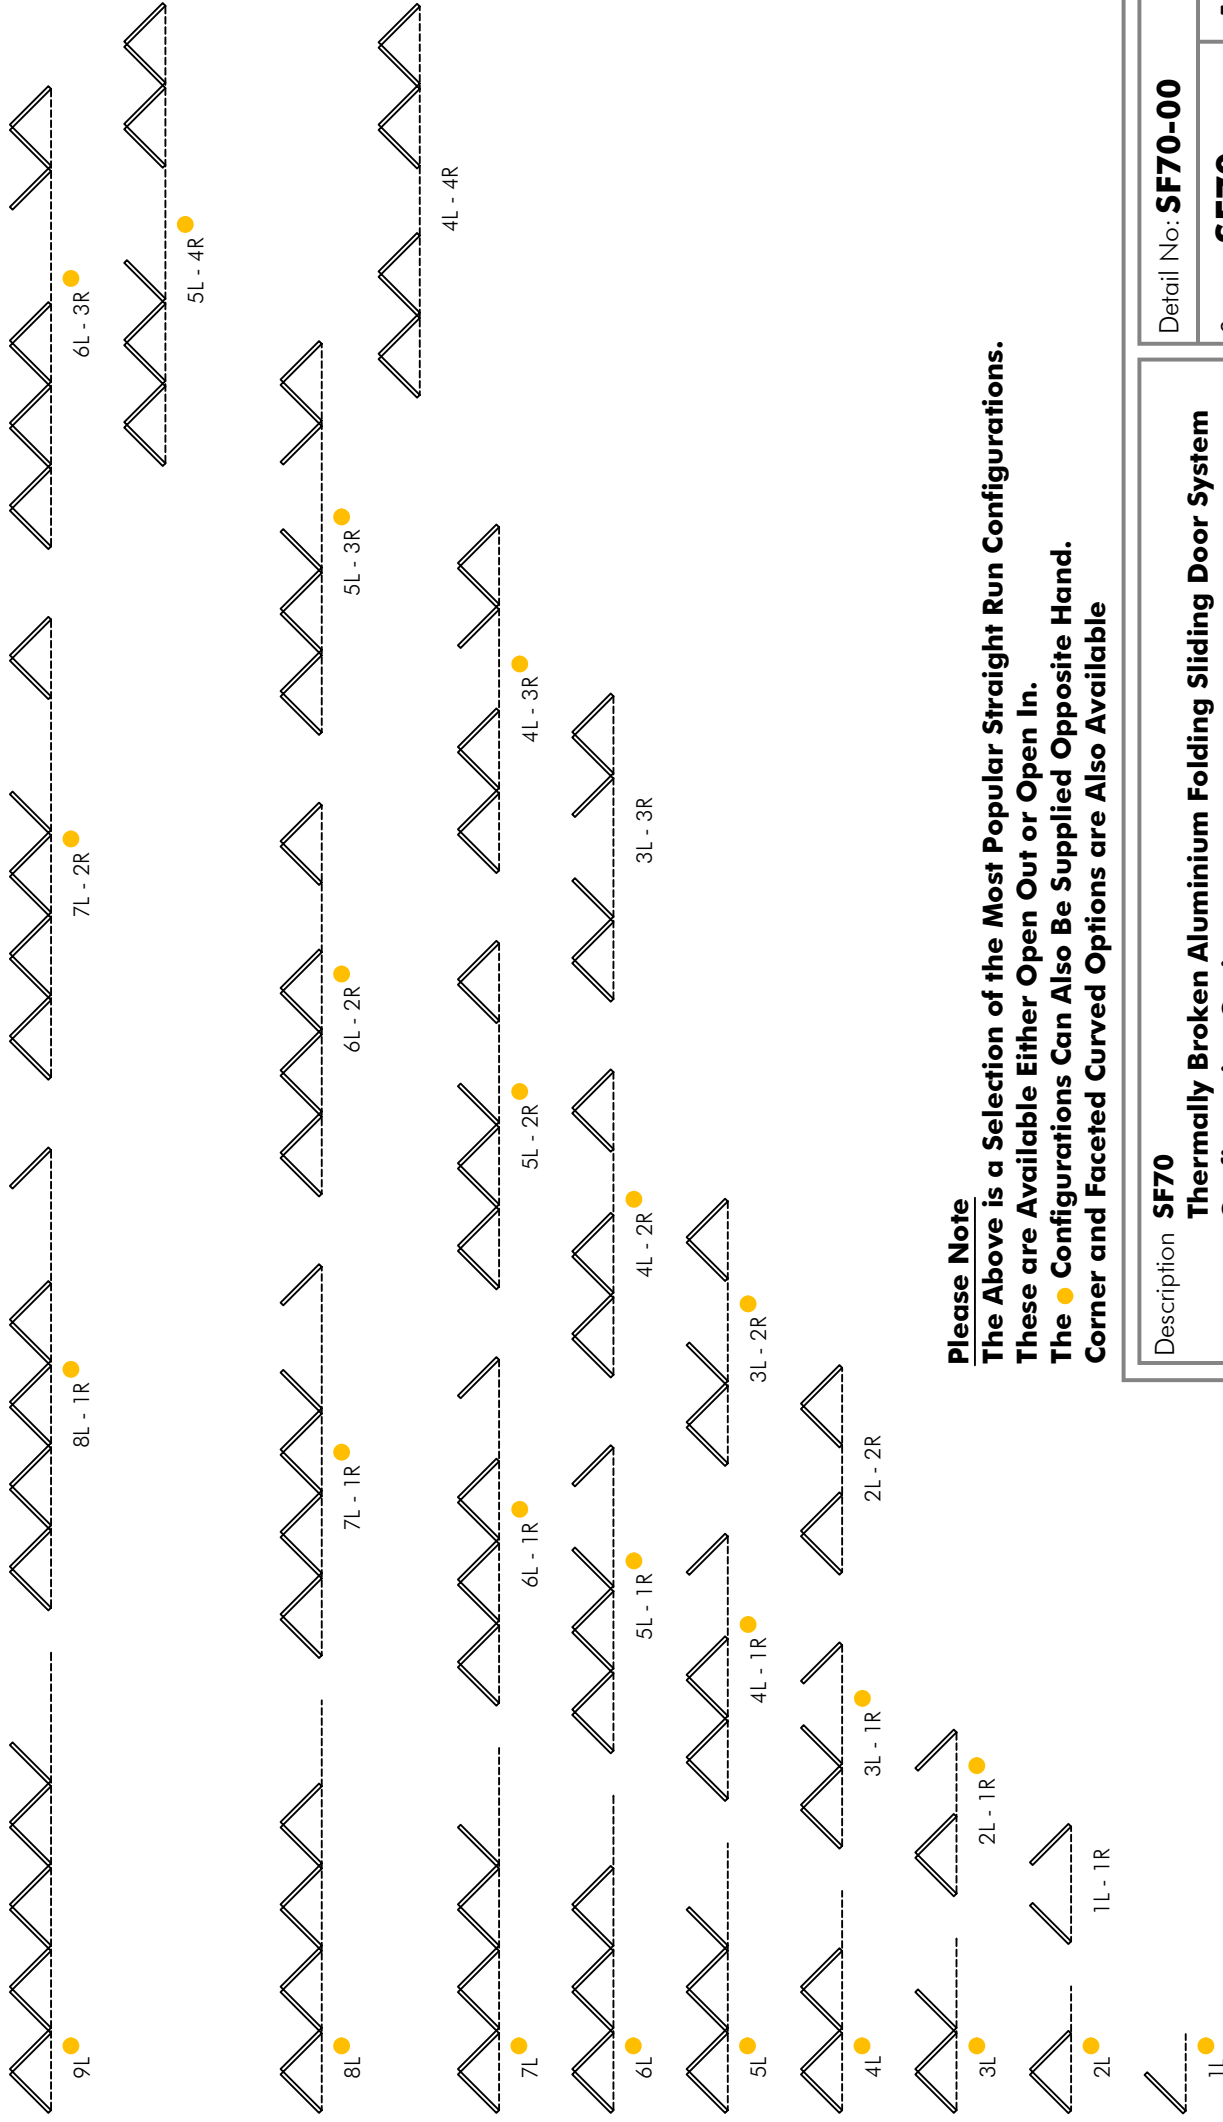 9L
8L - 1R
7L - 2R
6L - 3R
5L - 4R
8L
7L - 1R
6L - 2R
5L - 3R
4L - 4R
7L
6L - 1R
5L - 2R
4L - 3R
6L
5L - 1R
4L - 2R
3L - 3R
5L
4L - 1R
3L - 2R
4L
3L - 1R
2L - 2R
3L
2L - 1R
2L
1L - 1R
1L
Please Note
The Above is a Selection of the Most Popular Straight Run Configurations.
These are Available Either Open Out or Open In.
The ● Configurations Can Also Be Supplied Opposite Hand.
Corner and Faceted Curved Options are Also Available
Description SF70
Thermally Broken Aluminium Folding Sliding Door System
Detail No: SF70-00